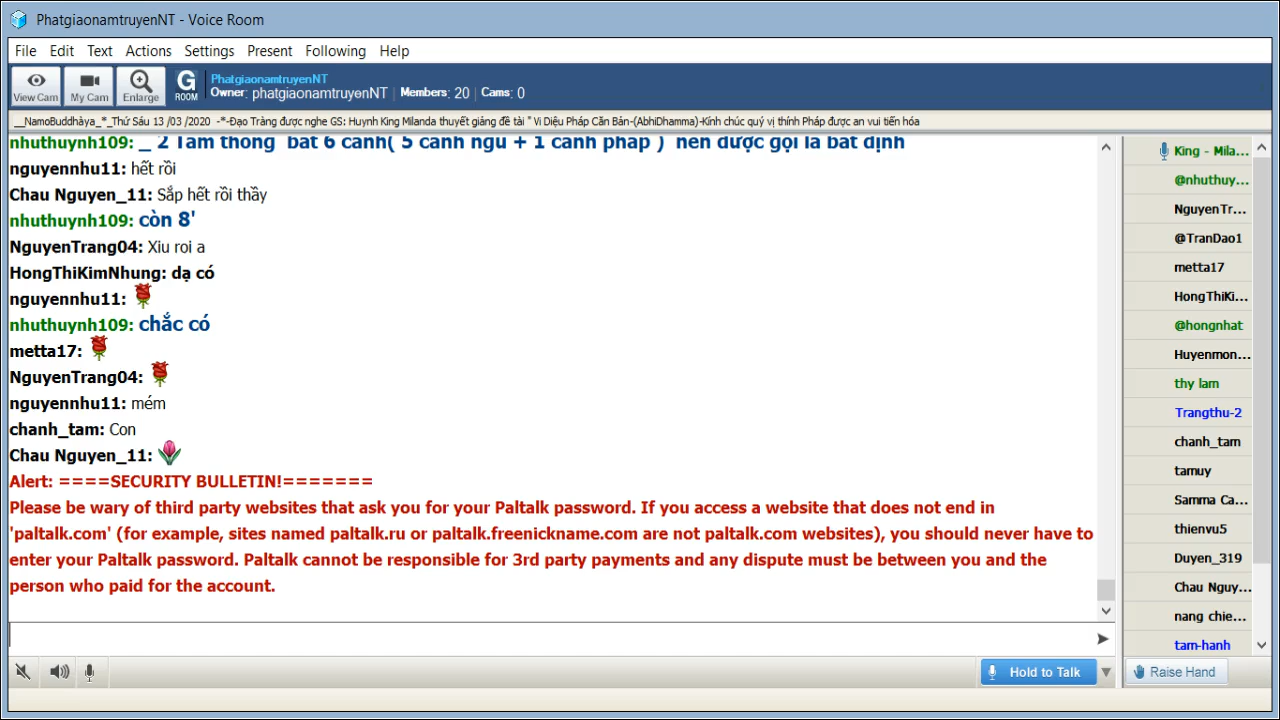 PhatgiaonamtruyenNT - Voice Room
File Edit Text Actions Settings Present Following Help
View Cam
My Cam
Enlarge
G
ROOM
PhatgiaonamtruyenNT
Owner: phatgiaonamtruyenNT | Members: 20 | Cams: 0
__NamoBuddhàya_*_Thứ Sáu 13 /03 /2020 -*-Đạo Tràng được nghe GS: Huynh King Milanda thuyết giảng đề tài " Vi Diệu Pháp Căn Bản-(AbhiDhamma)-Kính chúc quý vị thính Pháp được an vui tiến hóa
nhuthuynh109: _ 2 Tâm thông bắt 6 cảnh( 5 cảnh ngũ + 1 cảnh pháp ) nên được gọi là bất định
nguyennhu11: hết rồi
Chau Nguyen_11: Sắp hết rồi thầy
nhuthuynh109: còn 8'
NguyenTrang04: Xiu roi a
HongThiKimNhung: dạ có
nguyennhu11:
nhuthuynh109: chắc có
metta17:
NguyenTrang04:
nguyennhu11: mém
chanh_tam: Con
Chau Nguyen_11:
Alert: ====SECURITY BULLETIN!=======
Please be wary of third party websites that ask you for your Paltalk password. If you access a website that does not end in
'paltalk.com' (for example, sites named paltalk.ru or paltalk.freenickname.com are not paltalk.com websites), you should never have to
enter your Paltalk password. Paltalk cannot be responsible for 3rd party payments and any dispute must be between you and the
person who paid for the account.
Hold to Talk
King - Mila...
@nhuthuy...
NguyenTr...
@TranDao1
metta17
HongThiKi...
@hongnhat
Huyenmon...
thy lam
Trangthu-2
chanh_tam
tamuy
Samma Ca...
thienvu5
Duyen_319
Chau Nguy...
nang chie...
tam-hanh
Raise Hand